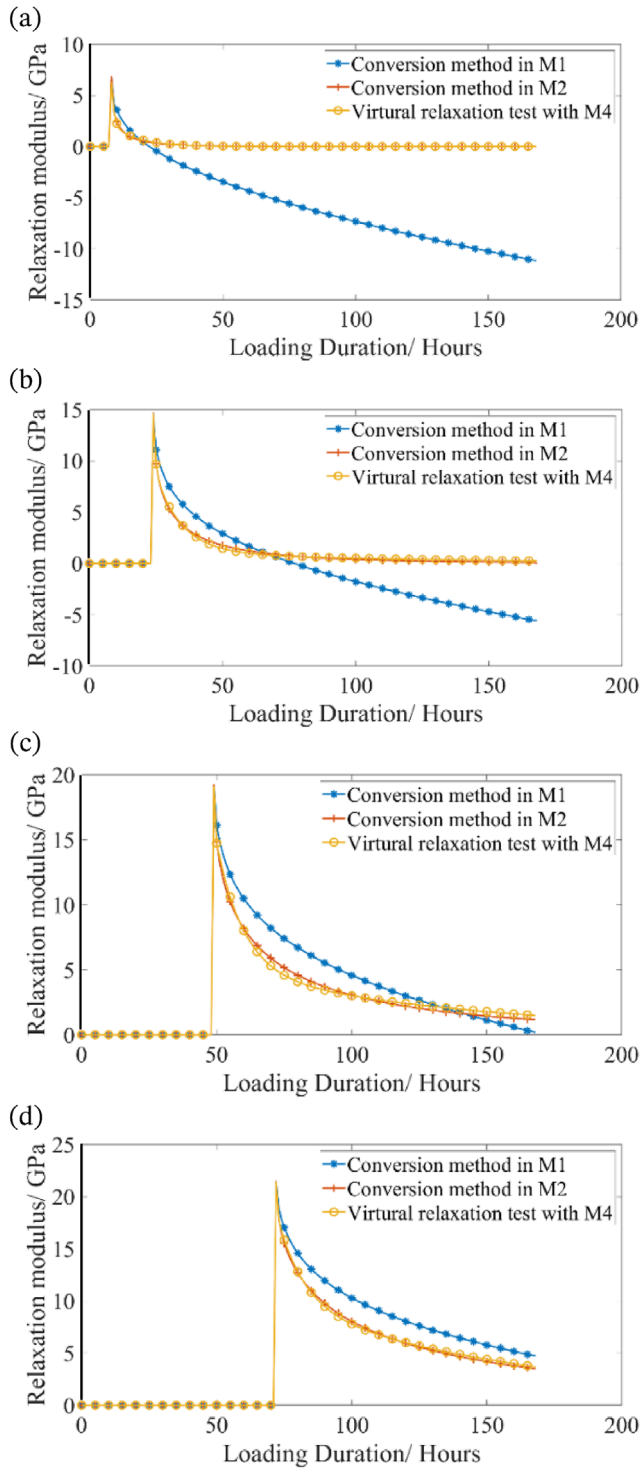 (a)
10
5
0
-5
-10
-15
Relaxation modulus/ GPa
Conversion method in M1
Conversion method in M2
Virtural relaxation test with M4
0
50
100
150
200
Loading Duration/ Hours
(b)
15
10
5
0
-5
-10
Relaxation modulus/ GPa
Conversion method in M1
Conversion method in M2
Virtural relaxation test with M4
0
50
100
150
200
Loading Duration/ Hours
(c)
20
15
10
5
0
Relaxation modulus/ GPa
Conversion method in M1
Conversion method in M2
Virtural relaxation test with M4
0
50
100
150
200
Loading Duration/ Hours
(d)
25
20
15
10
5
0
Relaxation modulus/ GPa
Conversion method in M1
Conversion method in M2
Virtural relaxation test with M4
0
50
100
150
200
Loading Duration/ Hours